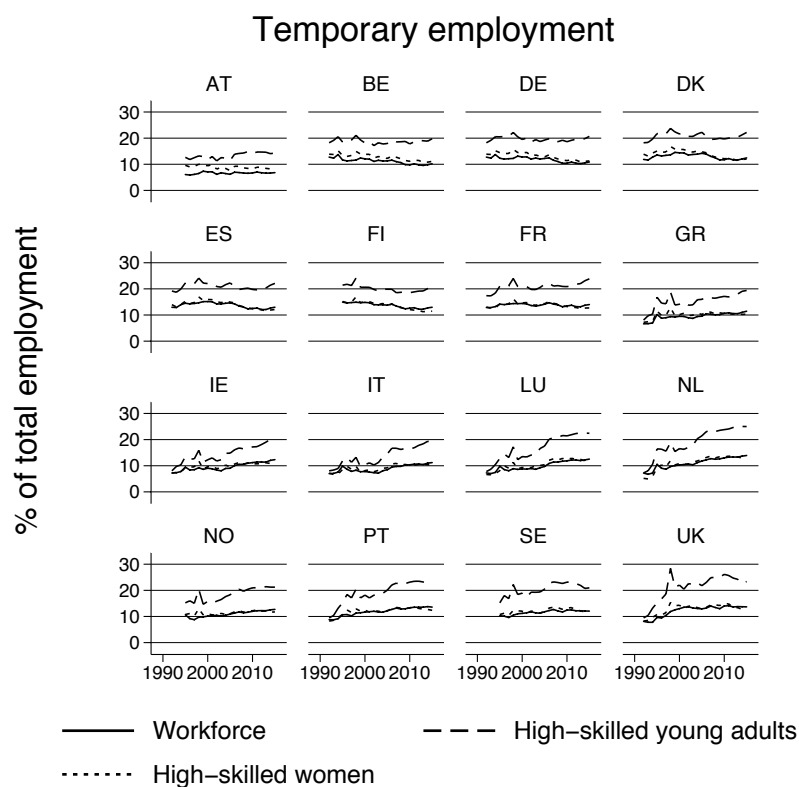 Temporary employment
% of total employment
AT BE DE DK
30
20
10
0
ES FI FR GR
30
20
10
0
IE IT LU NL
30
20
10
0
NO PT SE UK
30
20
10
0
1990 2000 2010 1990 2000 2010 1990 2000 2010 1990 2000 2010
Workforce High–skilled young adults
High–skilled women